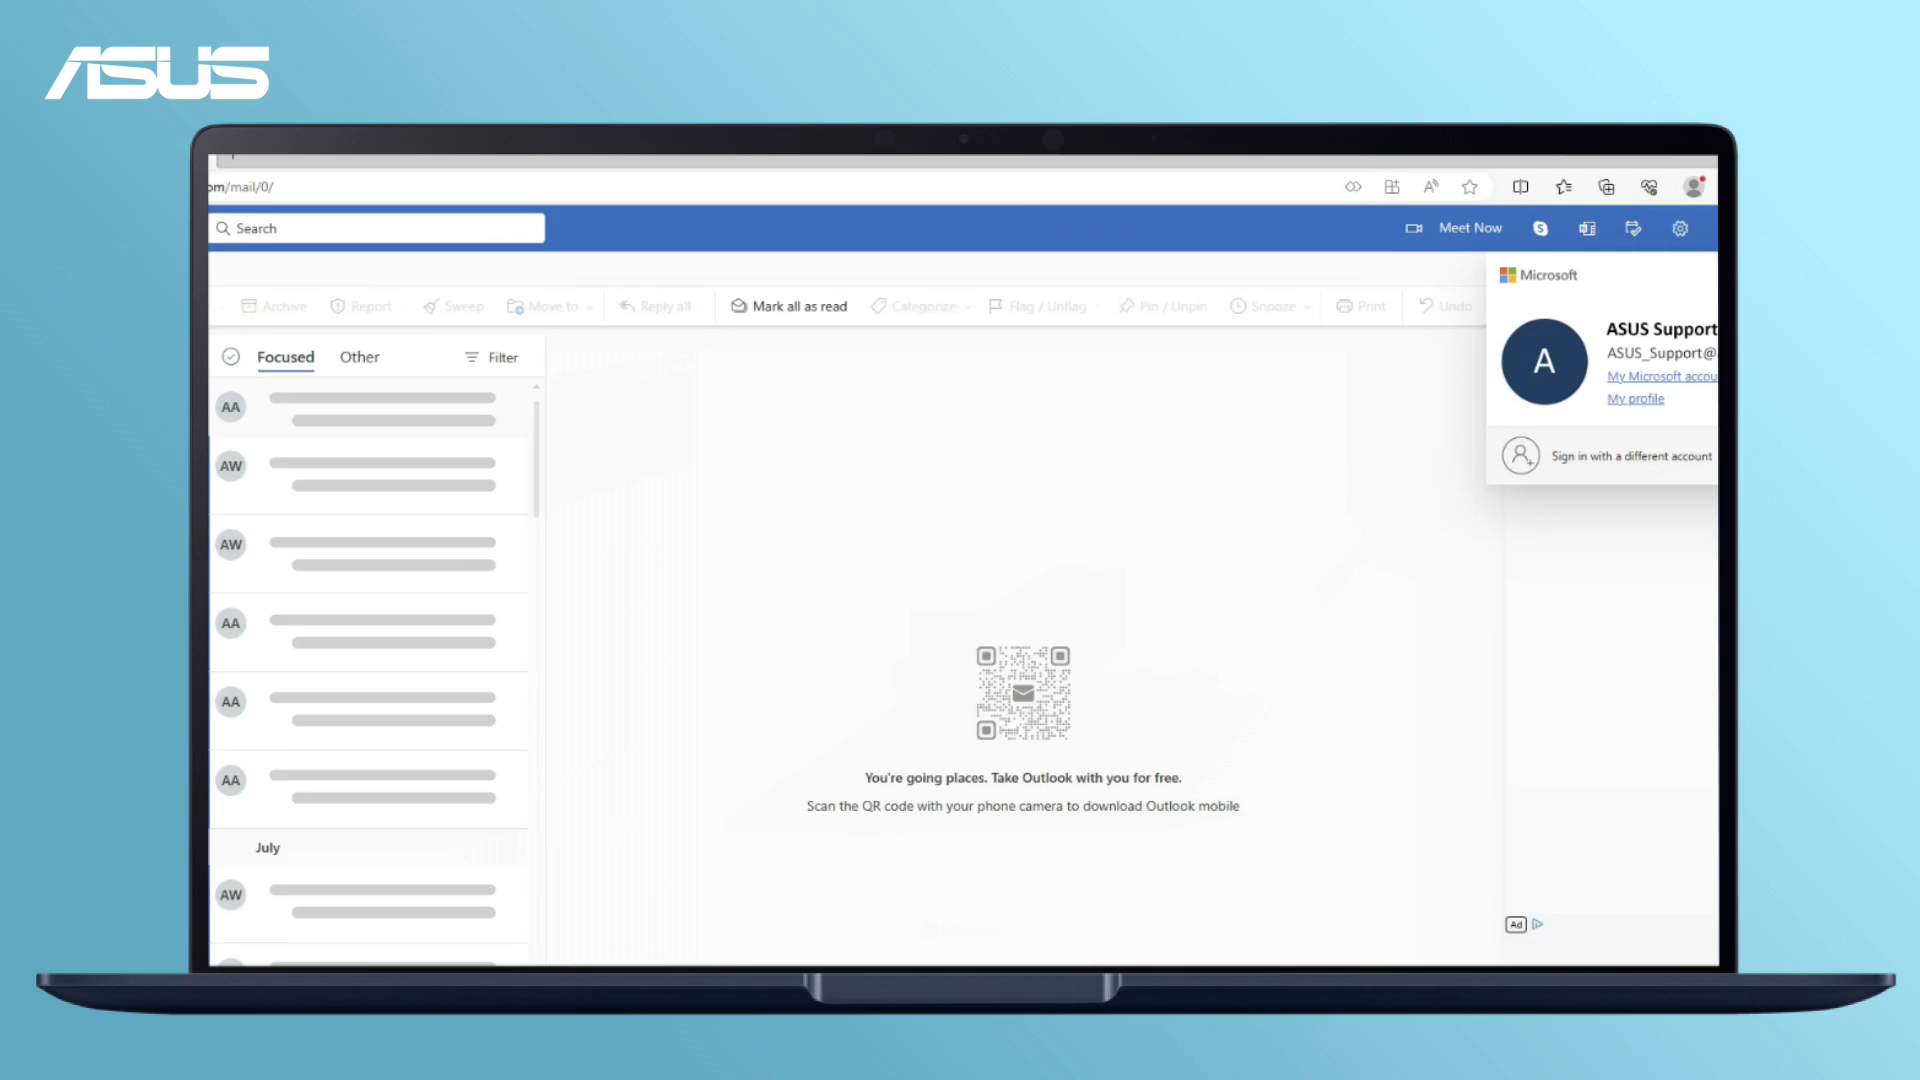 ASUS
om/mail/0/
Search
Meet Now
Microsoft
Archive Report Sweep Move to Reply all Mark all as read Categorize Flag / Unflag Pin / Unpin Snooze Print Undo
ASUS Support
ASUS_Support@
My Microsoft accou
My profile
Sign in with a different account
Focused Other Filter
AA
AW
AW
AA
AA
AA
July
AW
You're going places. Take Outlook with you for free.
Scan the QR code with your phone camera to download Outlook mobile
Ad
A